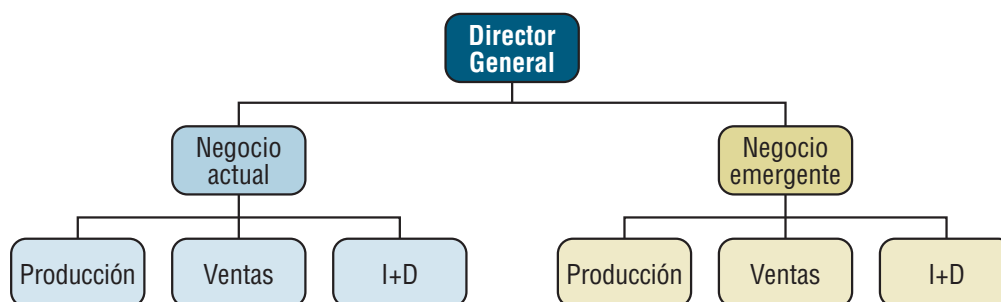 Director
General
Negocio
actual
Negocio
emergente
Producción
Ventas
I+D
Producción
Ventas
I+D